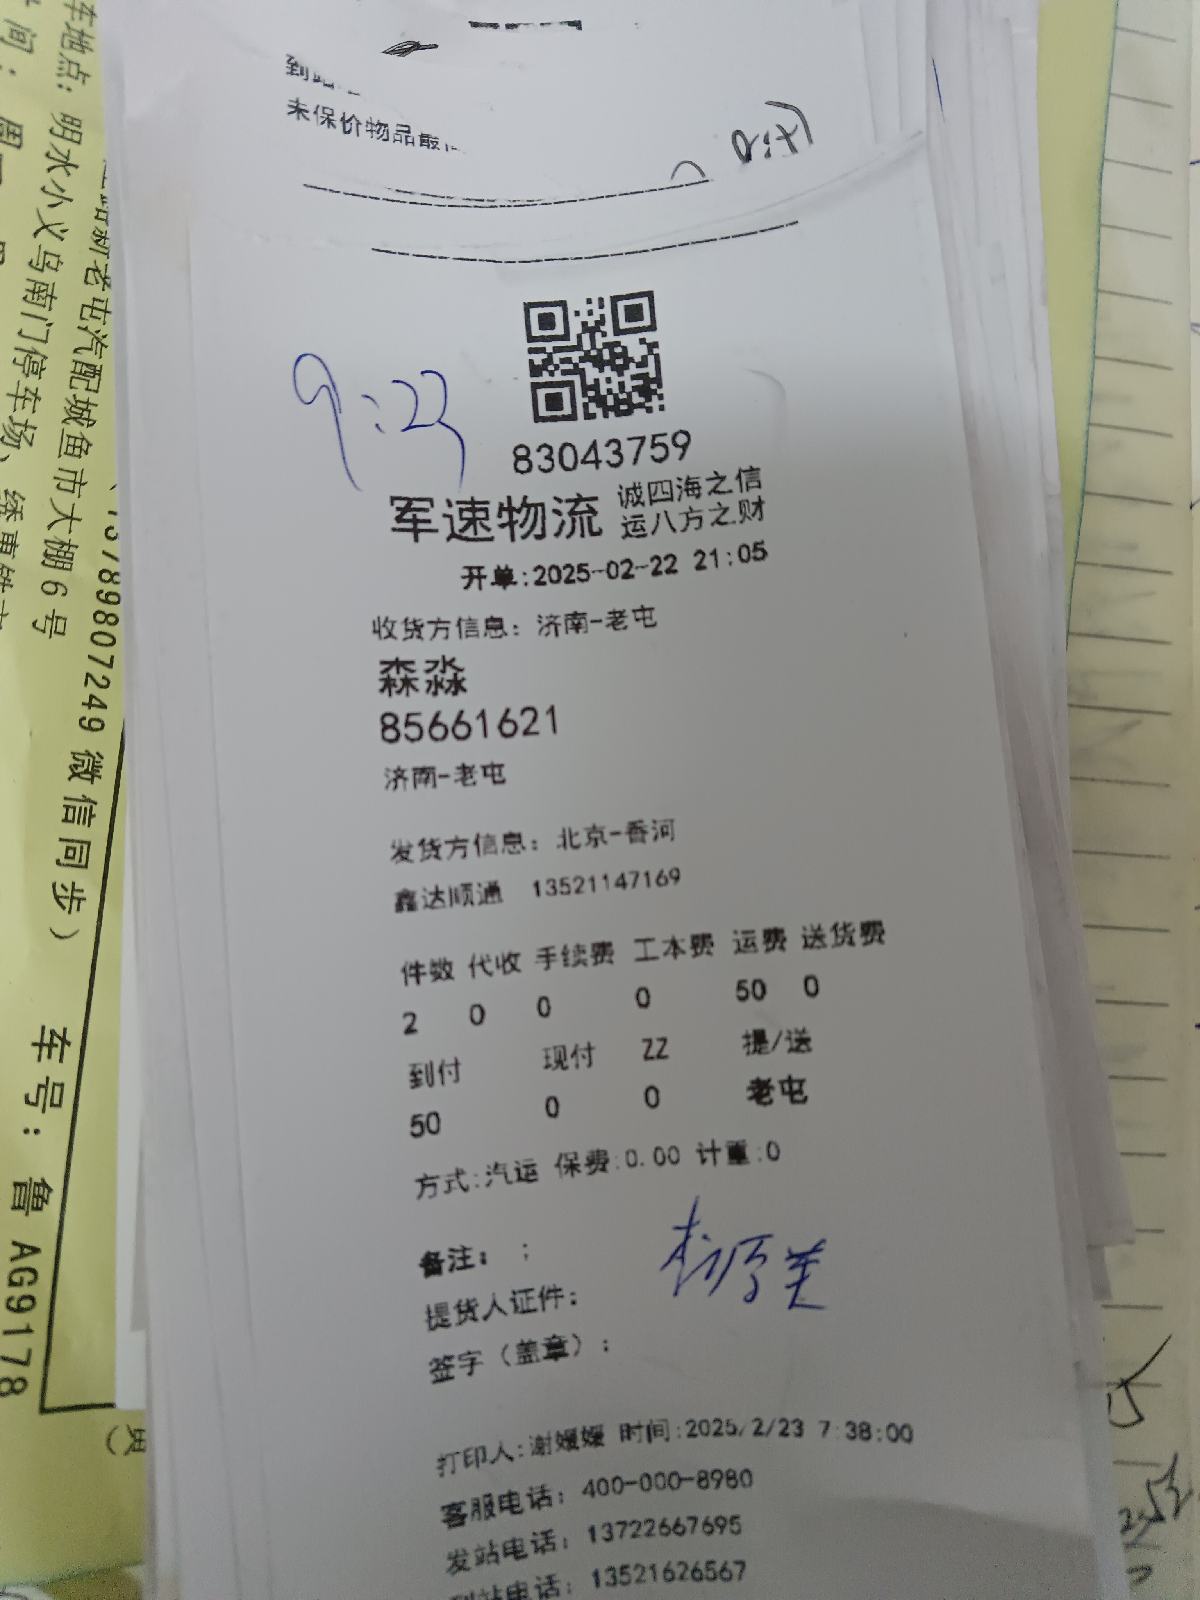 未保价物品最
9:23
83043759
军速物流
诚四海之信
运八方之财
开单:2025-02-22 21:05
收货方信息: 济南-老屯
森淼
85661621
济南-老屯
发货方信息: 北京-香河
鑫达顺通 13521147169
件数 代收 手续费 工本费 运费 送货费
2 0 0 0 50 0
到付 现付 ZZ 提/送
50 0 0 老屯
方式:汽运 保费:0.00 计重:0
备注: ;
提货人证件:
签字(盖章):
打印人:谢媛媛 时间:2025/2/23 7:38:00
客服电话: 400-000-8980
发站电话: 13722667695
到站电话: 13521626567
老屯汽配城鱼市大棚6号
车地点: 明水小义乌南门停车场、
13789807249 微信同步)
车号: 鲁AG9178